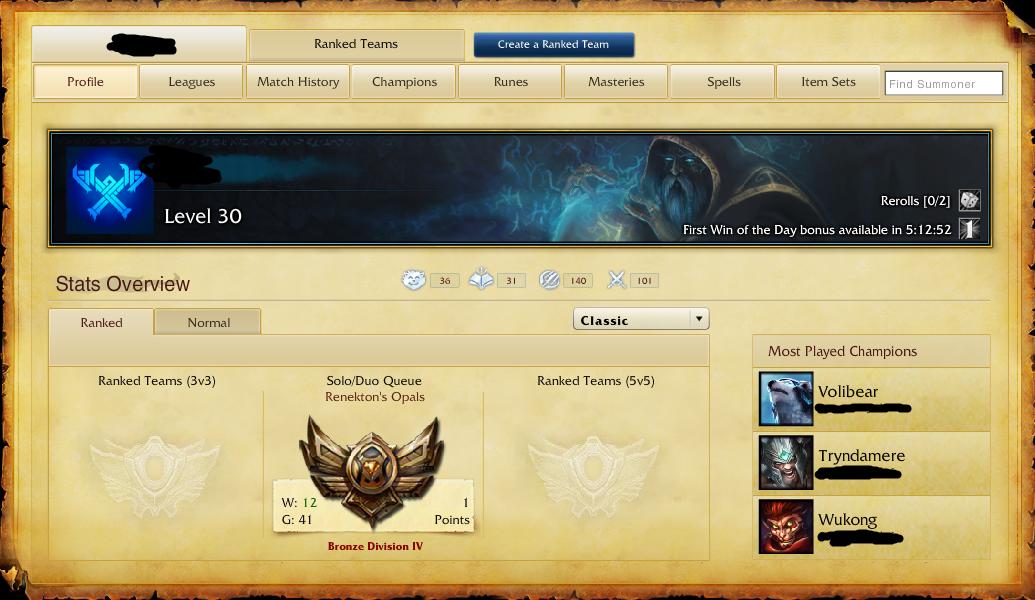 Ranked Teams
Create a Ranked Team
Profile
Leagues
Match History
Champions
Runes
Masteries
Spells
Item Sets
Find Summoner
Level 30
Rerolls [0/2]
First Win of the Day bonus available in 5:12:52
1
Stats Overview
36
31
140
101
Ranked
Normal
Classic
Ranked Teams (3v3)
Solo/Duo Queue
Renekton's Opals
Ranked Teams (5v5)
W: 12
1
G: 41
Points
Bronze Division IV
Most Played Champions
Volibear
Tryndamere
Wukong